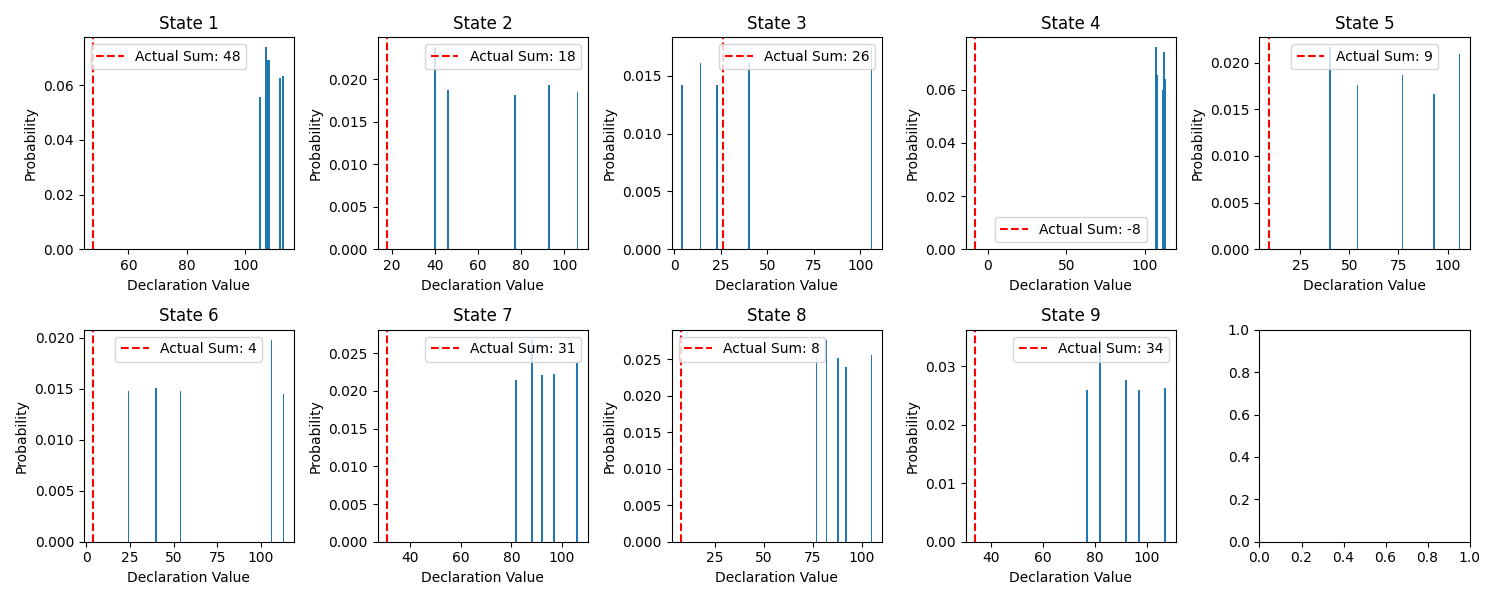 State 1
State 2
State 3
State 4
State 5
Actual Sum: 48
Actual Sum: 18
Actual Sum: 26
Actual Sum: -8
Actual Sum: 9
Probability
0.06
0.04
0.02
0.00
60
80
100
Declaration Value
Probability
0.020
0.015
0.010
0.005
0.000
20
40
60
80
100
Declaration Value
Probability
0.015
0.010
0.005
0.000
0
25
50
75
100
Declaration Value
Probability
0.06
0.04
0.02
0.00
0
50
100
Declaration Value
Probability
0.020
0.015
0.010
0.005
0.000
25
50
75
100
Declaration Value
State 6
State 7
State 8
State 9
Actual Sum: 4
Actual Sum: 31
Actual Sum: 8
Actual Sum: 34
Probability
0.020
0.015
0.010
0.005
0.000
0
25
50
75
100
Declaration Value
Probability
0.025
0.020
0.015
0.010
0.005
0.000
40
60
80
100
Declaration Value
Probability
0.025
0.020
0.015
0.010
0.005
0.000
25
50
75
100
Declaration Value
Probability
0.03
0.02
0.01
0.00
40
60
80
100
Declaration Value
1.0
0.8
0.6
0.4
0.2
0.0
0.0
0.2
0.4
0.6
0.8
1.0